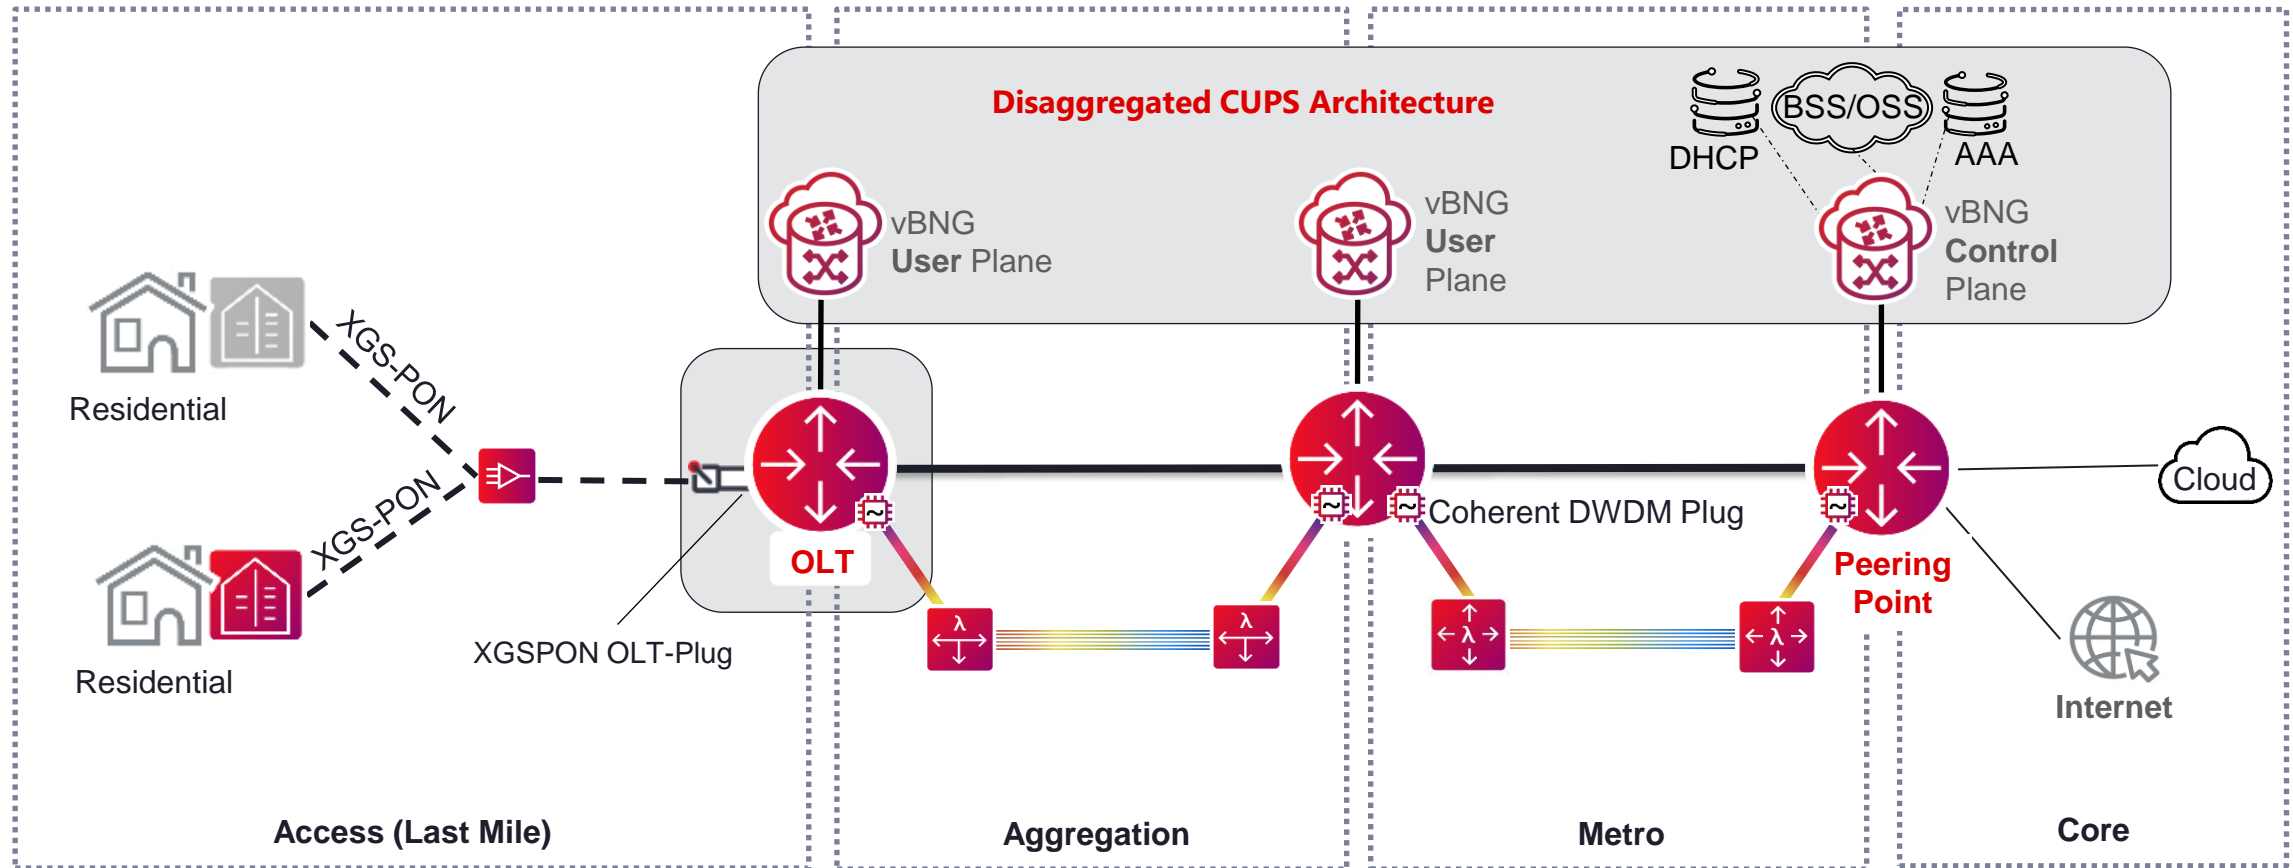 Disaggregated CUPS Architecture
DHCP
BSS/OSS
AAA
vBNG
User Plane
vBNG
User
Plane
vBNG
Control
Plane
XGS-PON
Residential
XGS-PON
Residential
XGSPON OLT-Plug
OLT
λ
λ
Coherent DWDM Plug
λ
λ
Peering
Point
Cloud
Internet
Access (Last Mile)
Aggregation
Metro
Core